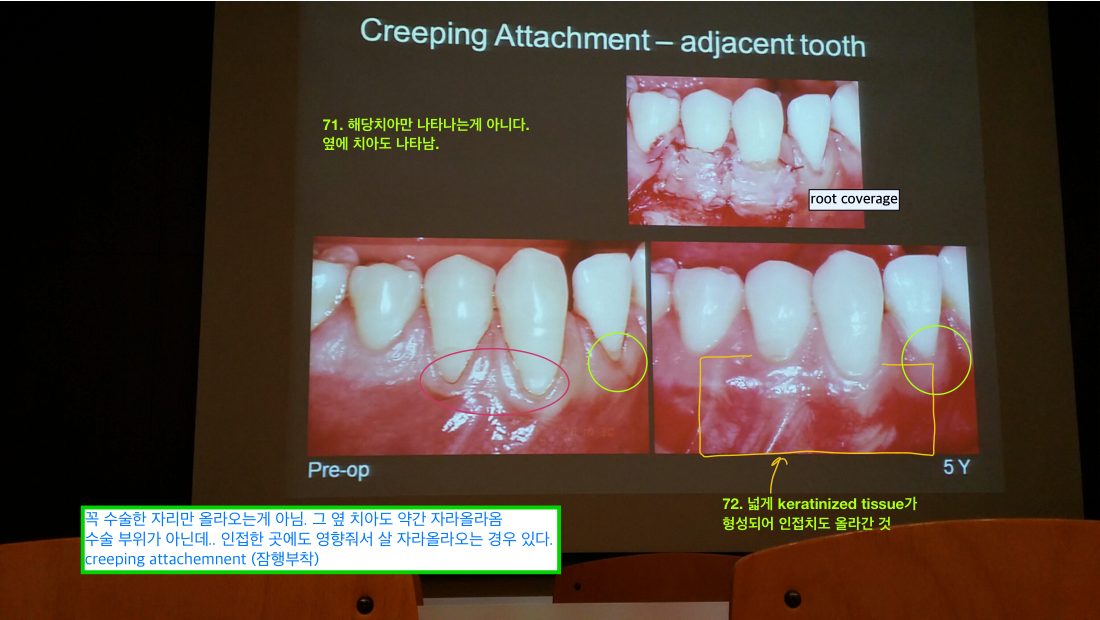 Creeping Attachment – adjacent tooth
71. 해당치아만 나타나는게 아니다.
옆에 치아도 나타남.
root coverage
Pre-op
5 Y
72. 넓게 keratinized tissue가
형성되어 인접치도 올라간 것
꼭 수술한 자리만 올라오는게 아님. 그 옆 치아도 약간 자라올라옴
수술 부위가 아닌데.. 인접한 곳에도 영향줘서 살 자라올라오는 경우 있다.
creeping attachemnent (잠행부착)